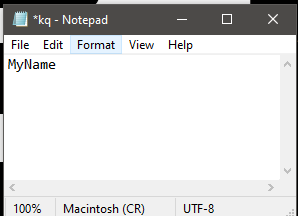 *kq - Notepad
File Edit Format View Help
MyName
100% Macintosh (CR) UTF-8